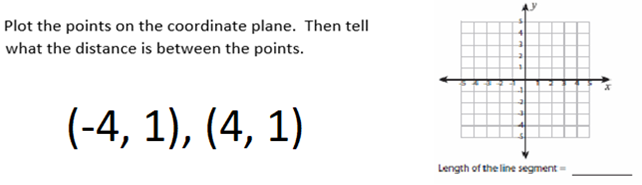 Plot the points on the coordinate plane. Then tell
what the distance is between the points.
(-4, 1), (4, 1)
y
x
Length of the line segment =